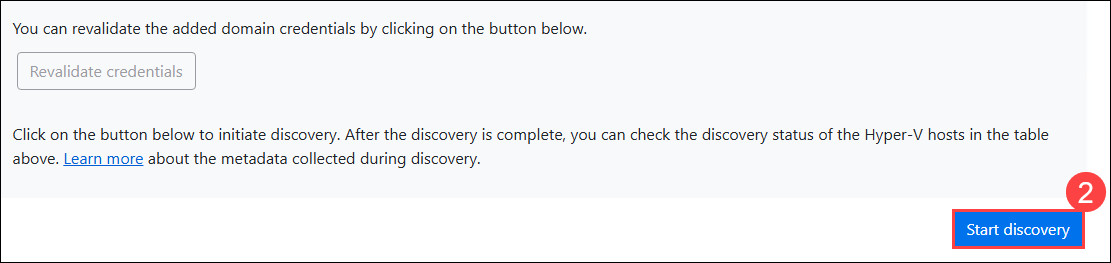 You can revalidate the added domain credentials by clicking on the button below.
Revalidate credentials
Click on the button below to initiate discovery. After the discovery is complete, you can check the discovery status of the Hyper-V hosts in the table
above. Learn more about the metadata collected during discovery.
2
Start discovery